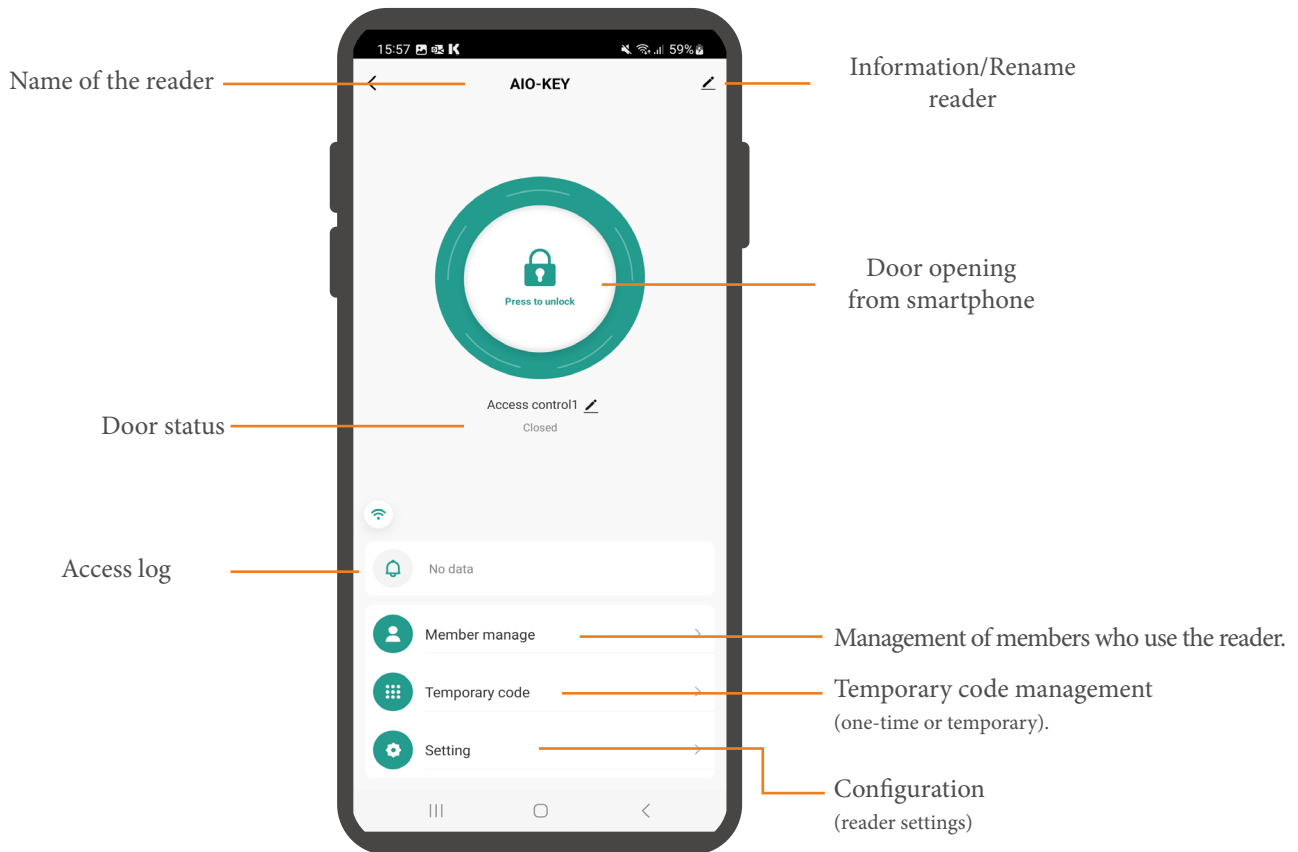 15:57 59%
Name of the reader
AIO-KEY
Information/Rename
reader
Press to unlock
Door opening
from smartphone
Access control1
Door status
Closed
Access log
No data
Member manage
Management of members who use the reader.
Temporary code
Temporary code management
(one-time or temporary).
Setting
Configuration
(reader settings)